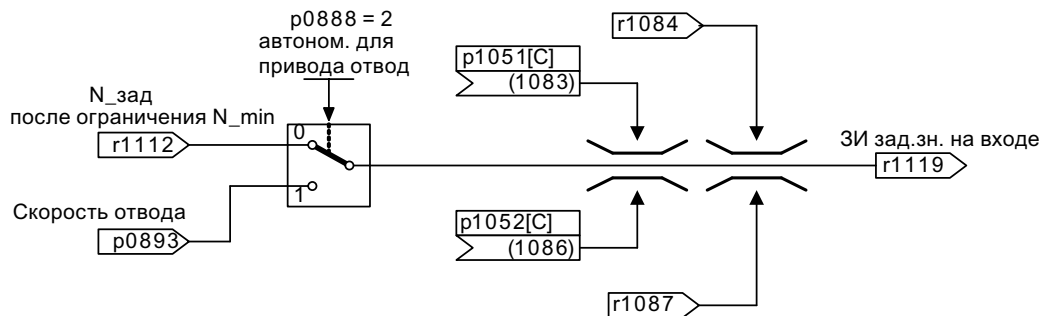 p0888 = 2
автоном. для
привода отвод
r1084
p1051[C]
(1083)
N_зад
после ограничения N_min
r1112
0
1
ЗИ зад.зн. на входе
r1119
Скорость отвода
p0893
p1052[C]
(1086)
r1087